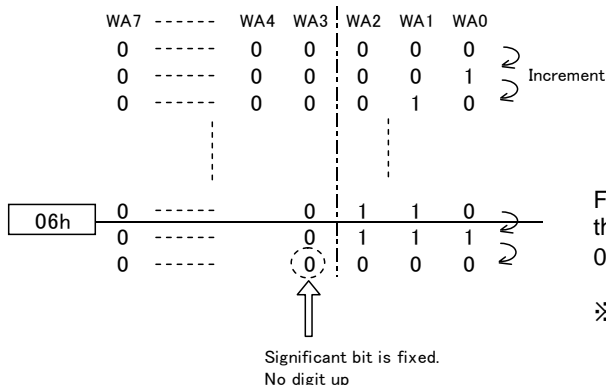 WA7 ------ WA4 WA3 WA2 WA1 WA0
0 ------ 0 0 0 0 0
0 ------ 0 0 0 0 1
Increment
0 ------ 0 0 0 1 0
0 ------ 0 1 1 0
06h
0 ------ 0 1 1 1
0 ------ 0 0 0 0
Significant bit is fixed.
No digit up
F
th
0
※